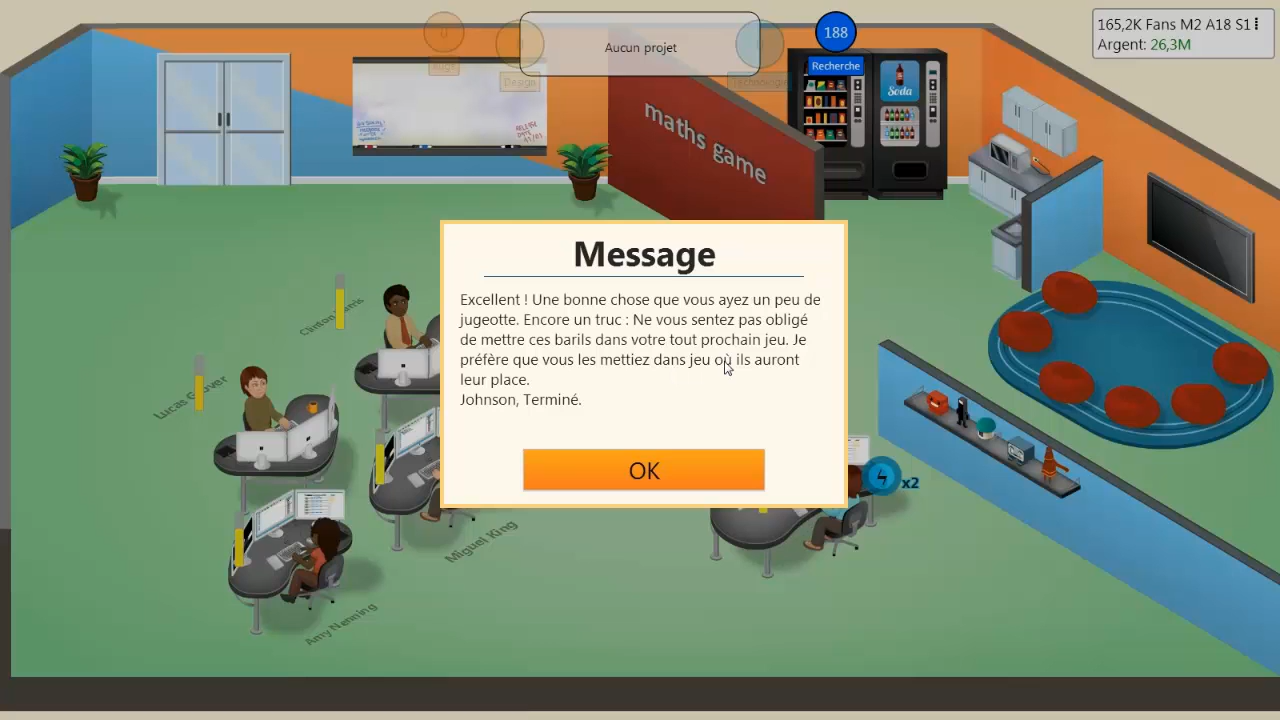 Aucun projet
188
Recherche
Design
165,2K Fans M2 A18 S1
Argent: 26,3M
Soda
maths game
Message
Excellent ! Une bonne chose que vous ayez un peu de
jugeotte. Encore un truc : Ne vous sentez pas obligé
de mettre ces barils dans votre tout prochain jeu. Je
préfère que vous les mettiez dans jeu où ils auront
leur place.
Johnson, Terminé.
OK
x2
Miguel King